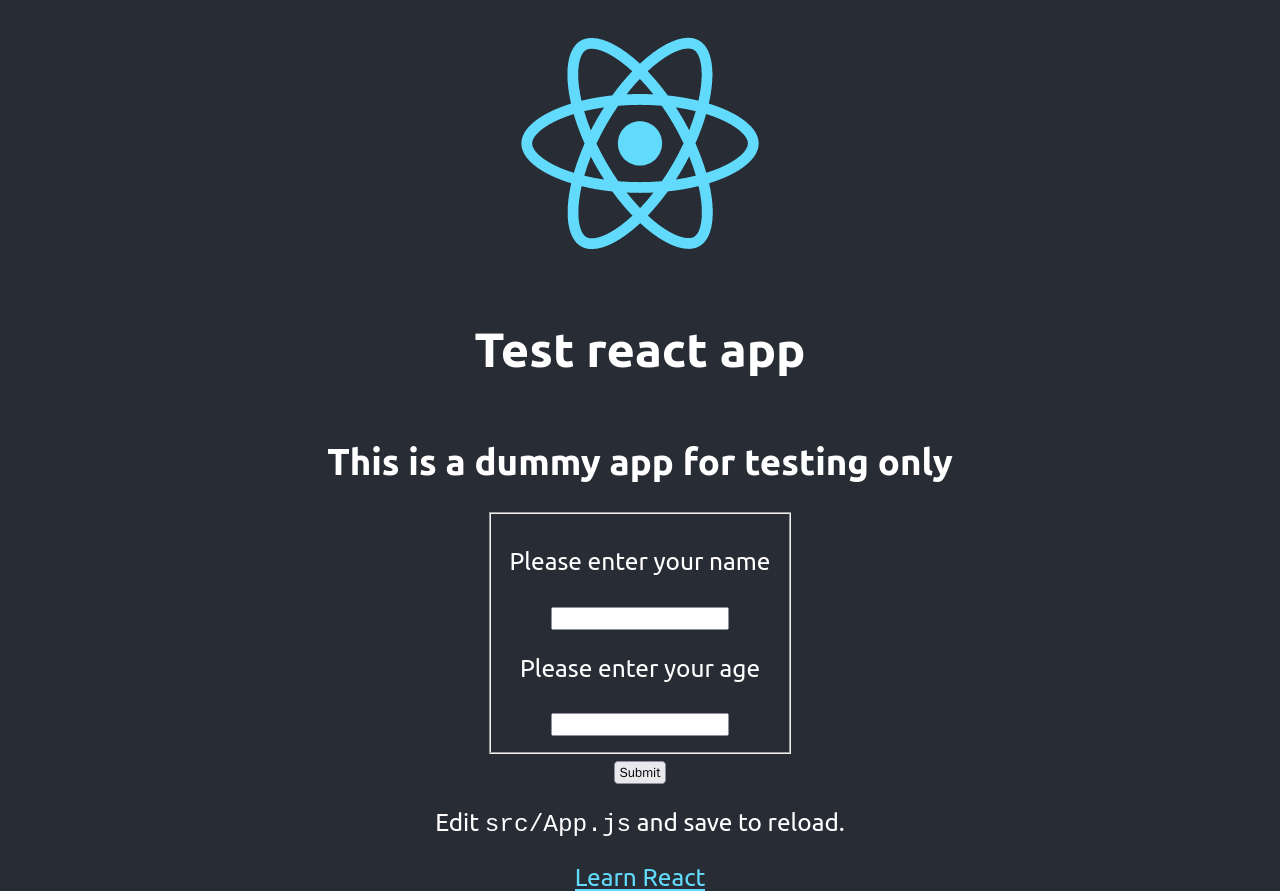 Test react app
This is a dummy app for testing only
Please enter your name
Please enter your age
Submit
Edit src/App.js and save to reload.
Learn React